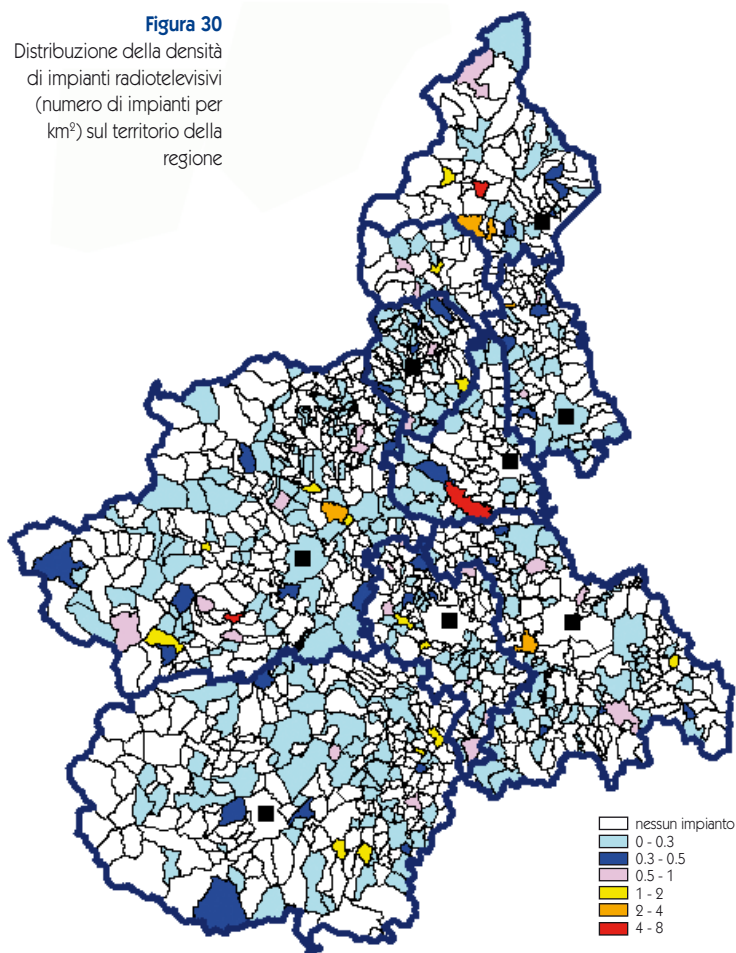 Figura 30
Distribuzione della densità
di impianti radiotelevisivi
(numero di impianti per
km²) sul territorio della
regione
nessun impianto
0 - 0.3
0.3 - 0.5
0.5 - 1
1 - 2
2 - 4
4 - 8